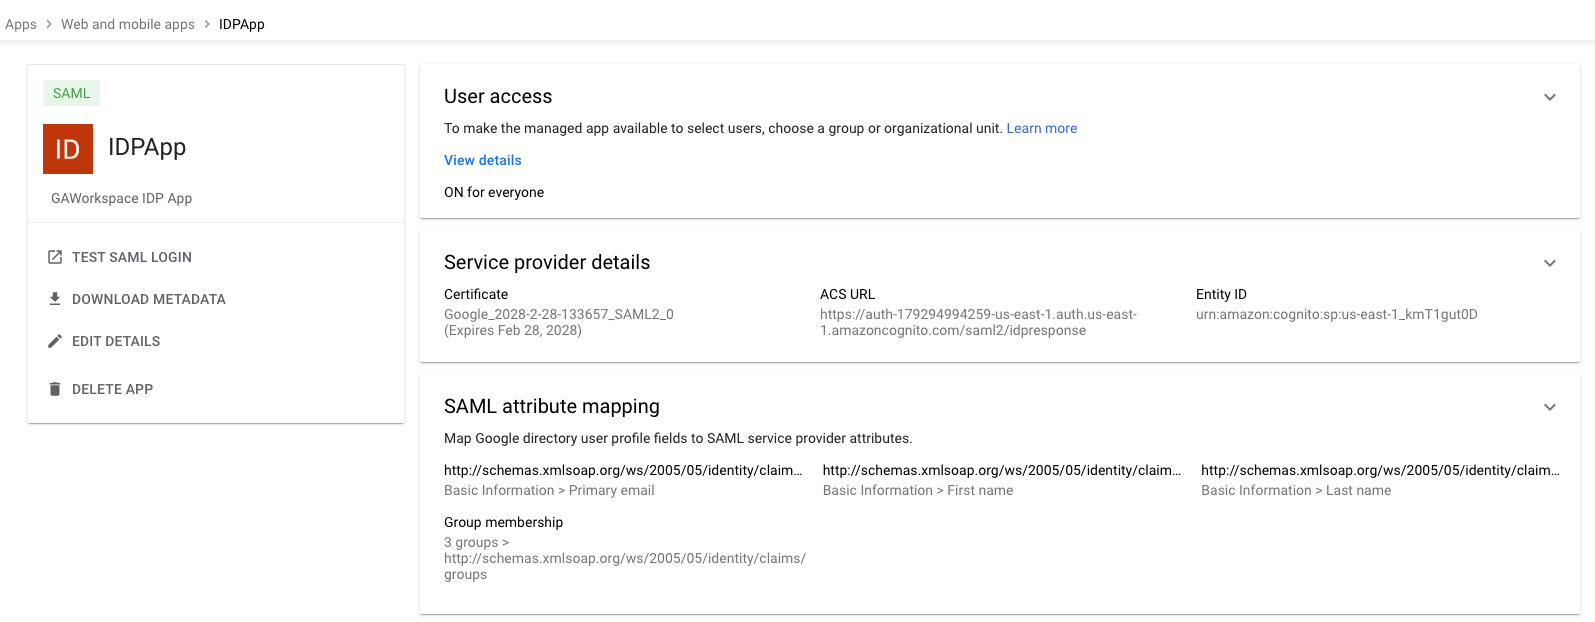 Apps > Web and mobile apps > IDPApp
SAML
ID IDPApp
GAWorkspace IDP App
TEST SAML LOGIN
DOWNLOAD METADATA
EDIT DETAILS
DELETE APP
User access
To make the managed app available to select users, choose a group or organizational unit. Learn more
View details
ON for everyone
Service provider details
Certificate
Google_2028-2-28-133657_SAML2_0
(Expires Feb 28, 2028)
ACS URL
https://auth-179294994259-us-east-1.auth.us-east-
1.amazoncognito.com/saml2/idpresponse
Entity ID
urn:amazon:cognito:sp:us-east-1_kmT1gut0D
SAML attribute mapping
Map Google directory user profile fields to SAML service provider attributes.
http://schemas.xmlsoap.org/ws/2005/05/identity/claim...
Basic Information > Primary email
http://schemas.xmlsoap.org/ws/2005/05/identity/claim...
Basic Information > First name
http://schemas.xmlsoap.org/ws/2005/05/identity/claim...
Basic Information > Last name
Group membership
3 groups >
http://schemas.xmlsoap.org/ws/2005/05/identity/claims/
groups